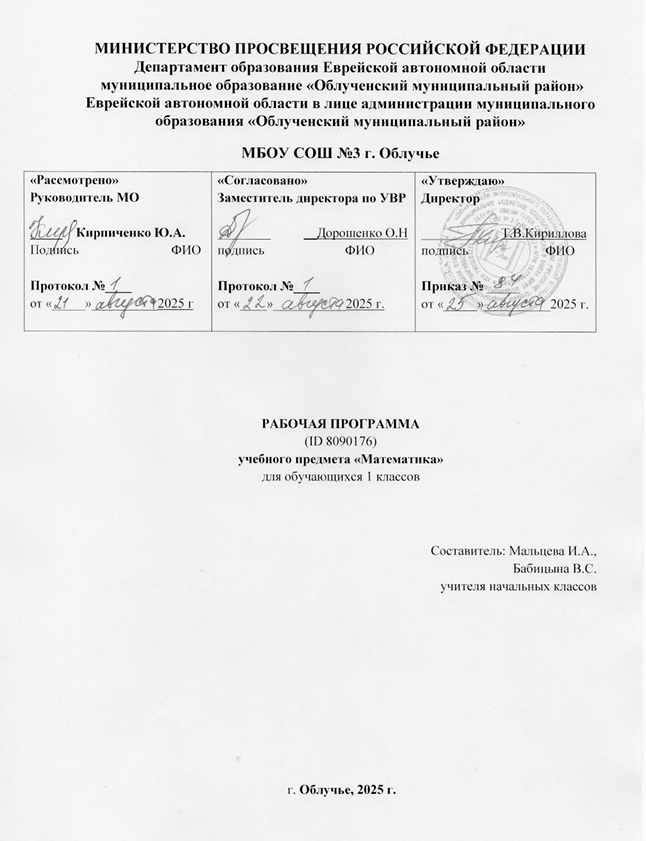 МИНИСТЕРСТВО ПРОСВЕЩЕНИЯ РОССИЙСКОЙ ФЕДЕРАЦИИ
Департамент образования Еврейской автономной области
муниципальное образование «Облученский муниципальный район»
Еврейской автономной области в лице администрации муниципального
образования «Облученский муниципальный район»
МБОУ СОШ №3 г. Облучье
«Рассмотрено»
Руководитель МО
Кирпиченко Ю.А.
Подпись ФИО
Протокол № 1
от «21» августа 2025 г
«Согласовано»
Заместитель директора по УВР
Дорошенко О.Н
подпись ФИО
Протокол № 1
от «22» августа 2025 г.
«Утверждаю»
Директор
Т.В.Кириллова
подпись ФИО
Приказ № 84
от «25» августа 2025 г.
РАБОЧАЯ ПРОГРАММА
(ID 8090176)
учебного предмета «Математика»
для обучающихся 1 классов
Составитель: Мальцева И.А.,
Бабицына В.С.
учителя начальных классов
г. Облучье, 2025 г.